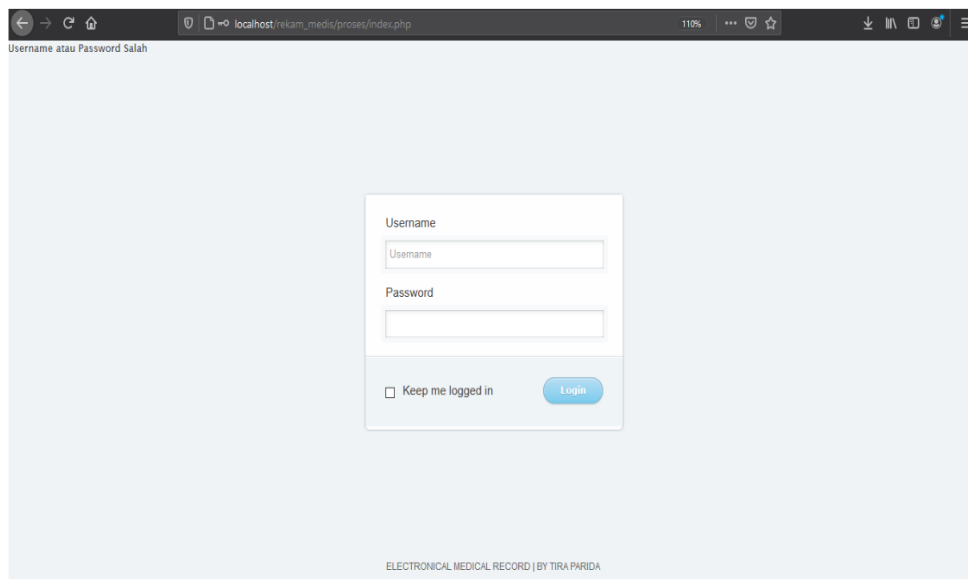 localhost/rekam_medis/proses/index.php
110%
Username atau Password Salah
Username
Username
Password
Keep me logged in
Login
ELECTRONICAL MEDICAL RECORD | BY TIRA PARIDA